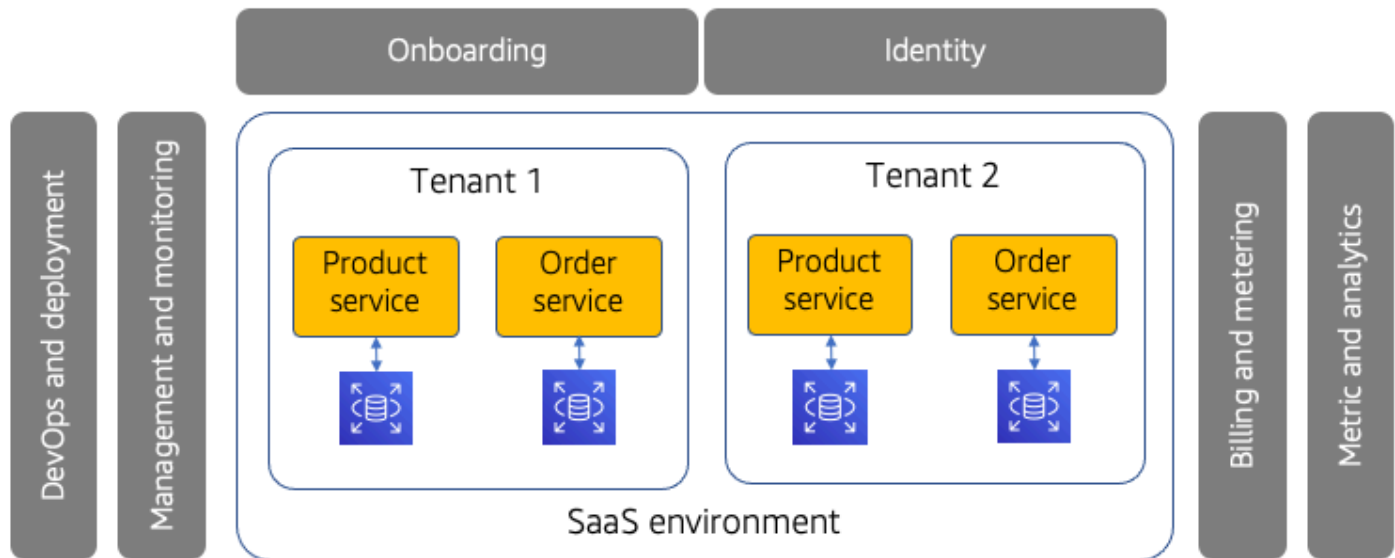 Onboarding
Identity
DevOps and deployment
Management and monitoring
Tenant 1
Product
service
Order
service
Tenant 2
Product
service
Order
service
SaaS environment
Billing and metering
Metric and analytics